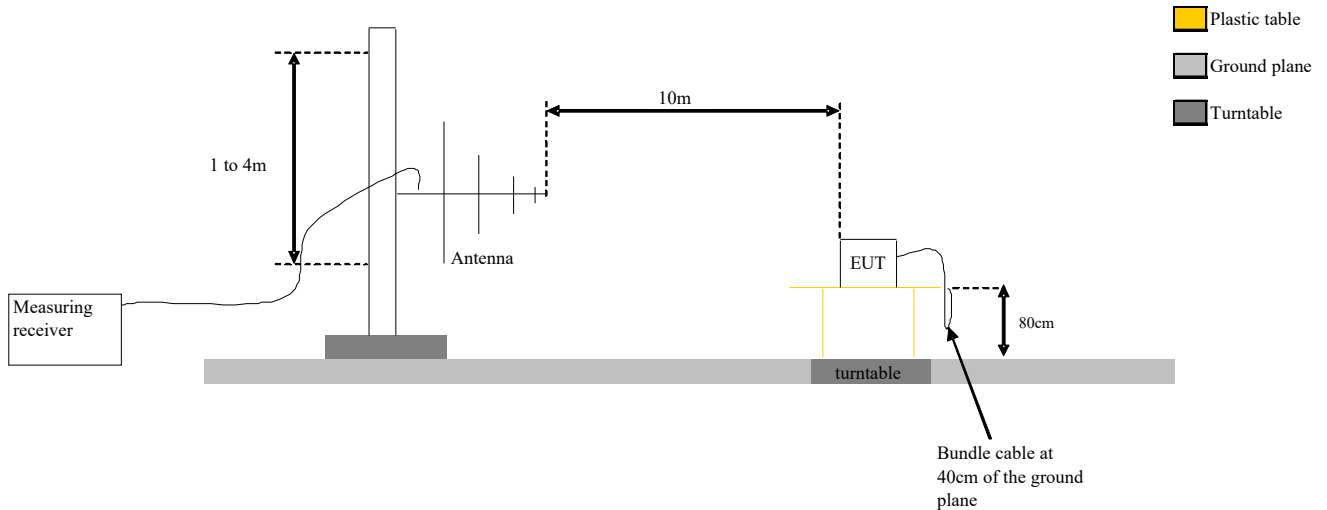 Plastic table
Ground plane
Turntable
10m
1 to 4m
Antenna
EUT
Measuring
receiver
80cm
turntable
Bundle cable at
40cm of the ground
plane